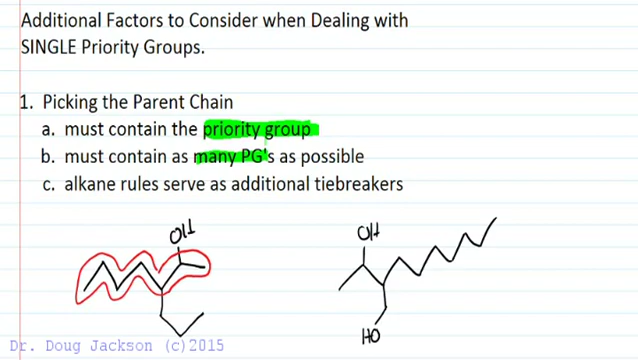 Additional Factors to Consider when Dealing with
SINGLE Priority Groups.
1. Picking the Parent Chain
a. must contain the priority group
b. must contain as many PG's as possible
c. alkane rules serve as additional tiebreakers
OH
OH
HO
Dr. Doug Jackson (c)2015